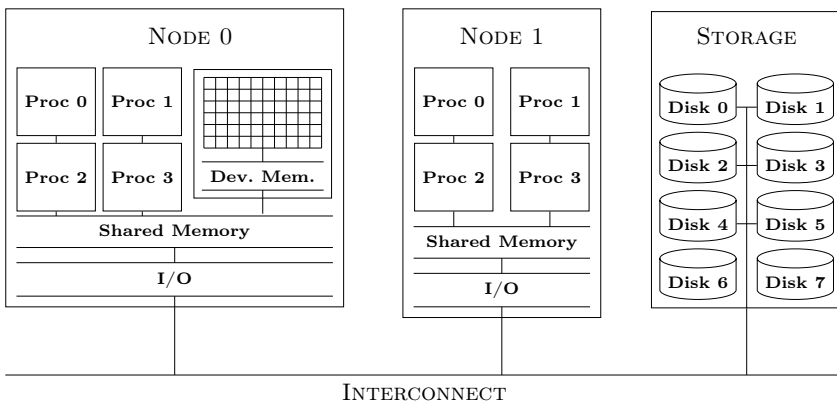 NODE 0
Proc 0 Proc 1
Proc 2 Proc 3
Dev. Mem.
Shared Memory
I/O
NODE 1
Proc 0 Proc 1
Proc 2 Proc 3
Shared Memory
I/O
STORAGE
Disk 0 Disk 1
Disk 2 Disk 3
Disk 4 Disk 5
Disk 6 Disk 7
INTERCONNECT